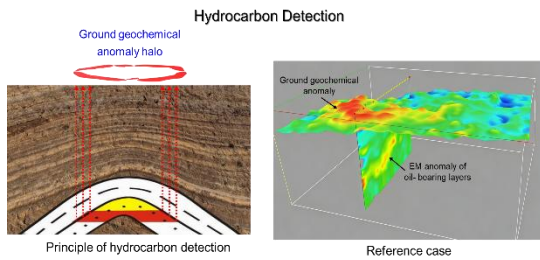 Hydrocarbon Detection
Ground geochemical
anomaly halo
Principle of hydrocarbon detection
Ground geochemical
anomaly
EM anomaly of
oil- bearing layers
Reference case